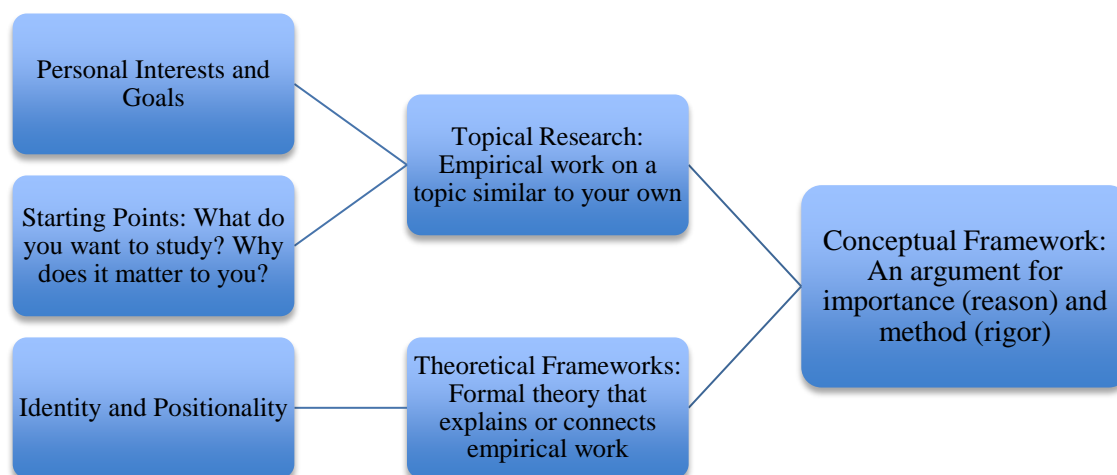 Personal Interests and
Goals
Starting Points: What do
you want to study? Why
does it matter to you?
Identity and Positionality
Topical Research:
Empirical work on a
topic similar to your own
Theoretical Frameworks:
Formal theory that
explains or connects
empirical work
Conceptual Framework:
An argument for
importance (reason) and
method (rigor)